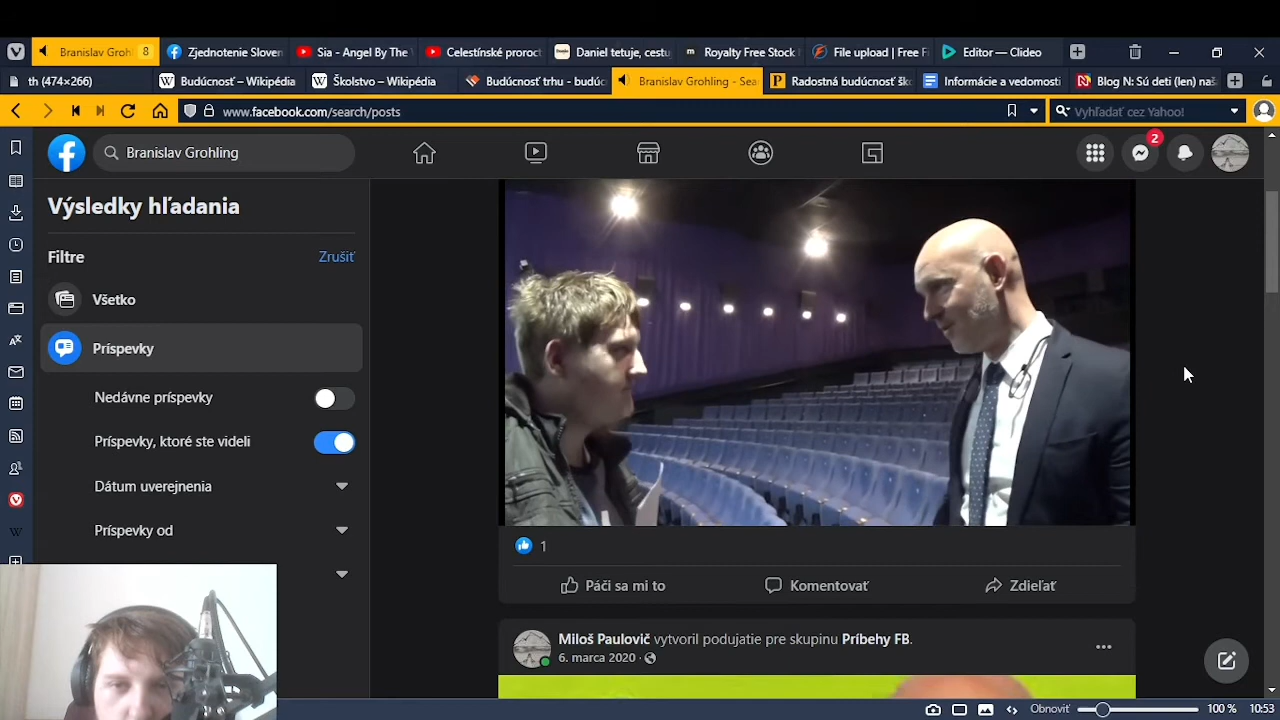 Branislav Groh
8
Zjednotenie Sloven
Sia - Angel By The
Celestínské proroct
Daniel tetuje, cestu
Royalty Free Stock
File upload | Free F
Editor — Clideo
th (474×266)
Budúcnosť – Wikipédia
Školstvo – Wikipédia
Budúcnosť trhu - budúc
Branislav Grohling - Sea
Radostná budúcnosť ško
Informácie a vedomosti
Blog N: Sú deti (len) naš
www.facebook.com/search/posts
Vyhľadať cez Yahoo!
Branislav Grohling
2
Výsledky hľadania
Filtre
Zrušiť
Všetko
Príspevky
Nedávne príspevky
Príspevky, ktoré ste videli
Dátum uverejnenia
Príspevky od
1
Páči sa mi to
Komentovať
Zdieľať
Miloš Paulovič vytvoril podujatie pre skupinu Príbehy FB.
6. marca 2020 ·
Obnoviť
100 %
10:53